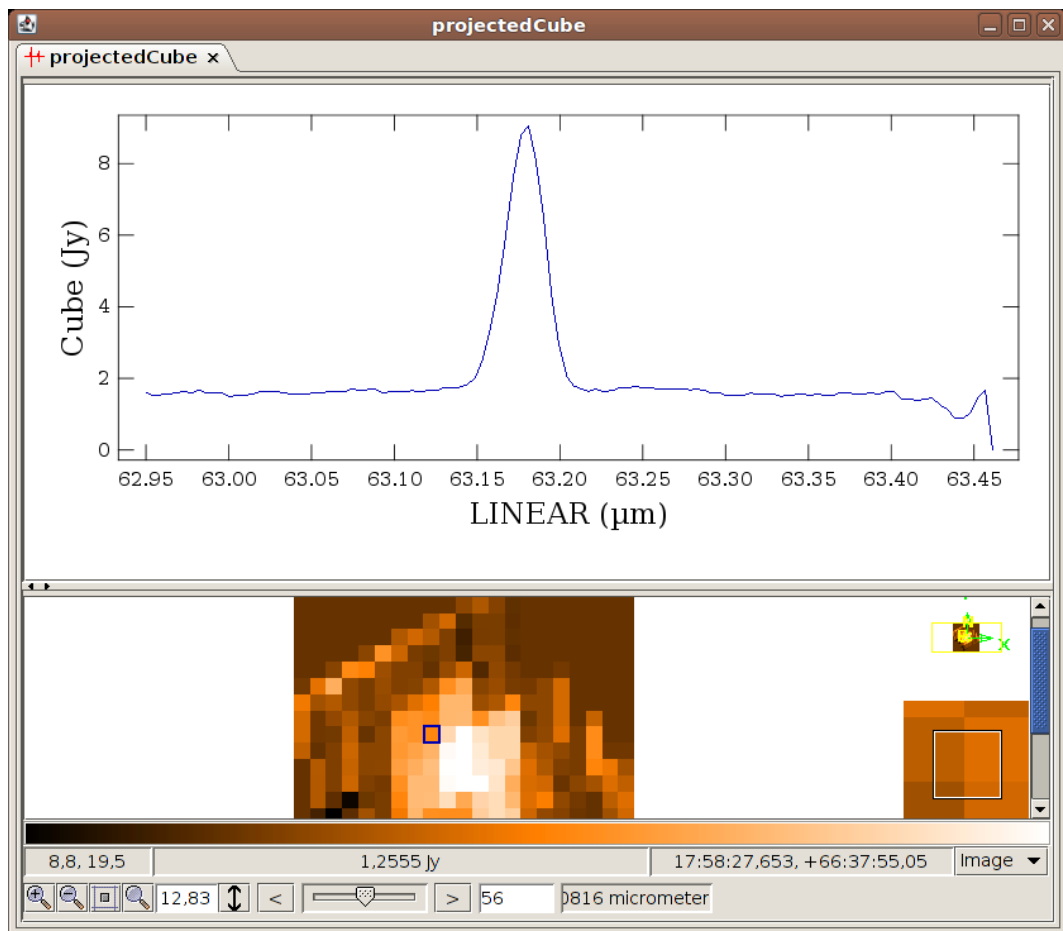 projectedCube
projectedCube x
Cube (Jy)
8
6
4
2
0
62.95 63.00 63.05 63.10 63.15 63.20 63.25 63.30 63.35 63.40 63.45
LINEAR (µm)
X
8,8, 19,5 1,2555 Jy 17:58:27,653, +66:37:55,05 Image
12,83 < > 56 0816 micrometer